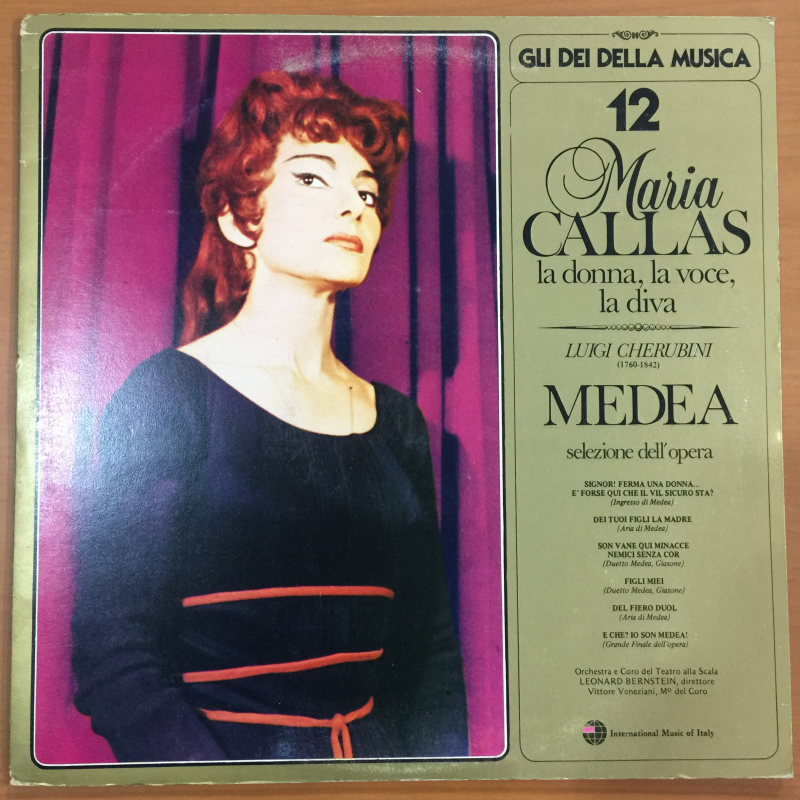 GLI DEI DELLA MUSICA
12
Maria
CALLAS
la donna, la voce,
la diva
LUIGI CHERUBINI
(1760-1842)
MEDEA
selezione dell'opera
SIGNOR! FERMA UNA DONNA...
E' FORSE QUI CHE IL VIL SICURO STA?
(Ingresso di Medea)
DEI TUOI FIGLI LA MADRE
(Aria di Medea)
SON VANE QUI MINACCE
NEMICI SENZA COR
(Duetto Medea, Giasone)
FIGLI MIEI
(Duetto Medea, Giasone)
DEL FIERO DUOL
(Aria di Medea)
E CHE? IO SON MEDEA!
(Grande Finale dell'opera)
Orchestra e Coro del Teatro alla Scala
LEONARD BERNSTEIN, direttore
Vittore Veneziani, Mº del Coro
International Music of Italy